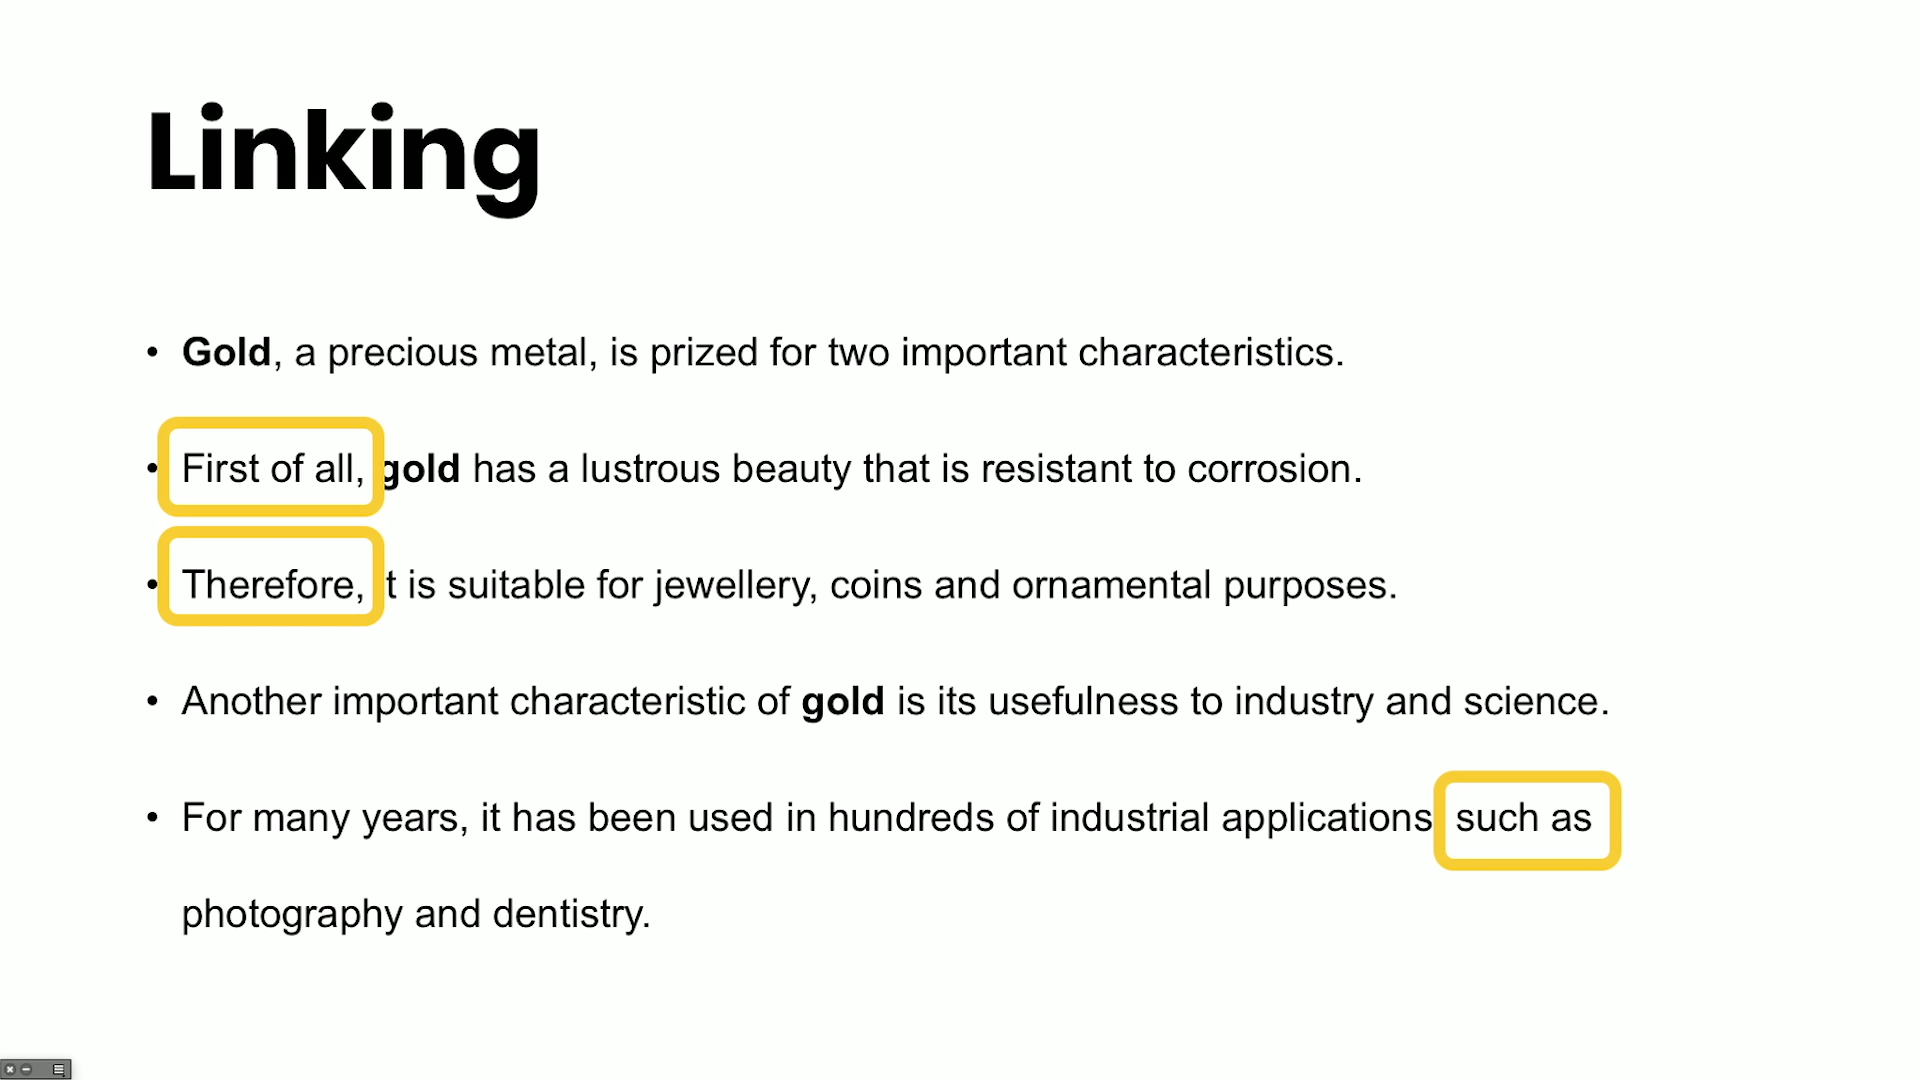 Linking
• Gold, a precious metal, is prized for two important characteristics.
• First of all, gold has a lustrous beauty that is resistant to corrosion.
• Therefore, it is suitable for jewellery, coins and ornamental purposes.
• Another important characteristic of gold is its usefulness to industry and science.
• For many years, it has been used in hundreds of industrial applications such as
photography and dentistry.